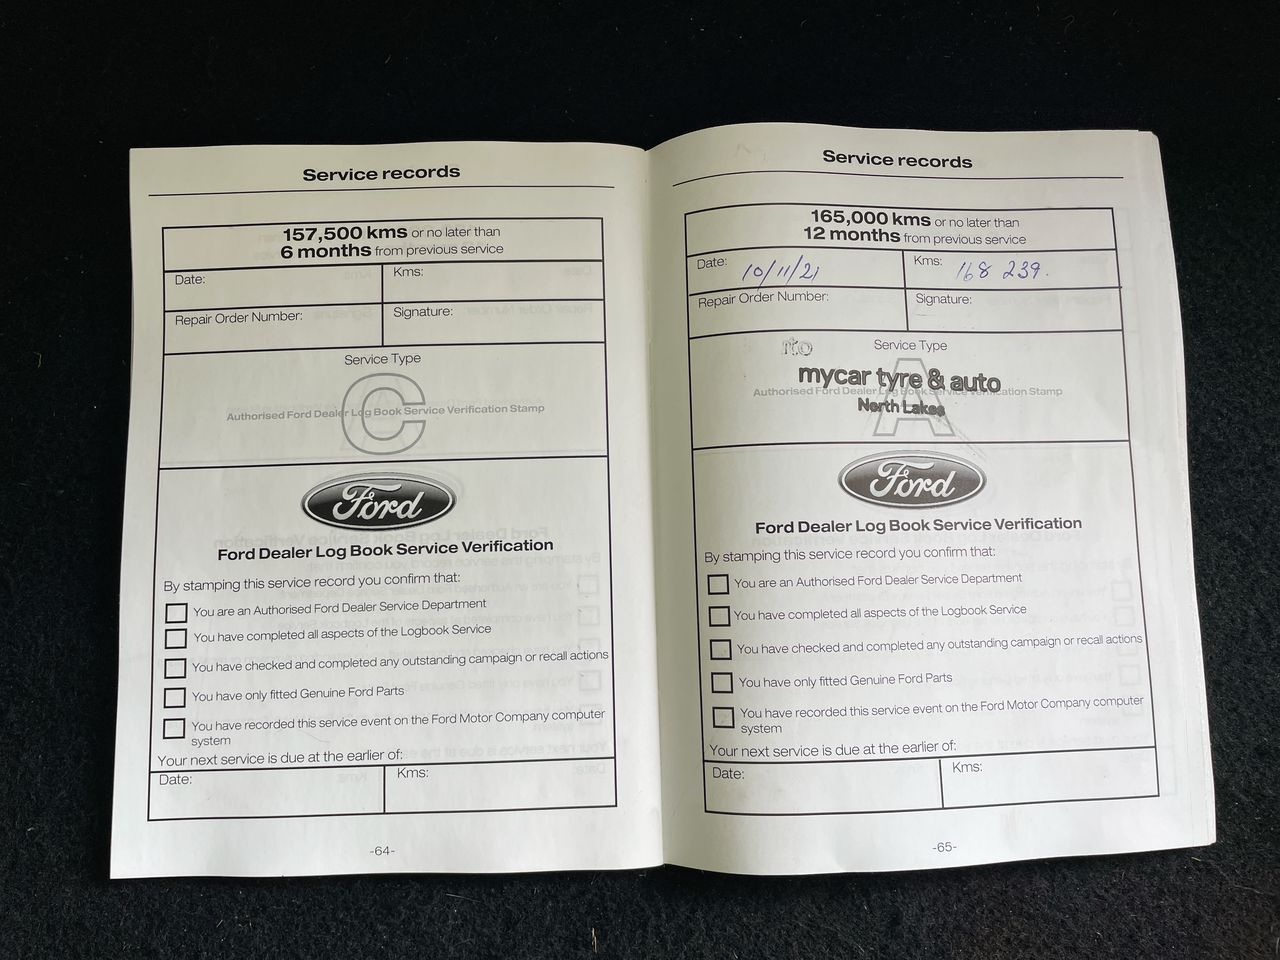 Service records
157,500 kms or no later than
6 months from previous service
Date:
Kms:
Repair Order Number:
Signature:
Service Type
C
Authorised Ford Dealer Log Book Service Verification Stamp
Ford
Ford Dealer Log Book Service Verification
By stamping this service record you confirm that:
You are an Authorised Ford Dealer Service Department
You have completed all aspects of the Logbook Service
You have checked and completed any outstanding campaign or recall actions
You have only fitted Genuine Ford Parts
You have recorded this service event on the Ford Motor Company computer
system
Your next service is due at the earlier of:
Date:
Kms:
-64-
Service records
165,000 kms or no later than
12 months from previous service
Date: 10/11/21
Kms: 168 239.
Repair Order Number:
Signature:
rto
Service Type
mycar tyre & auto
A
Authorised Ford Dealer Log Book Service Verification Stamp
North Lakes
Ford
Ford Dealer Log Book Service Verification
By stamping this service record you confirm that:
You are an Authorised Ford Dealer Service Department
You have completed all aspects of the Logbook Service
You have checked and completed any outstanding campaign or recall actions
You have only fitted Genuine Ford Parts
You have recorded this service event on the Ford Motor Company computer
system
Your next service is due at the earlier of:
Date:
Kms:
-65-